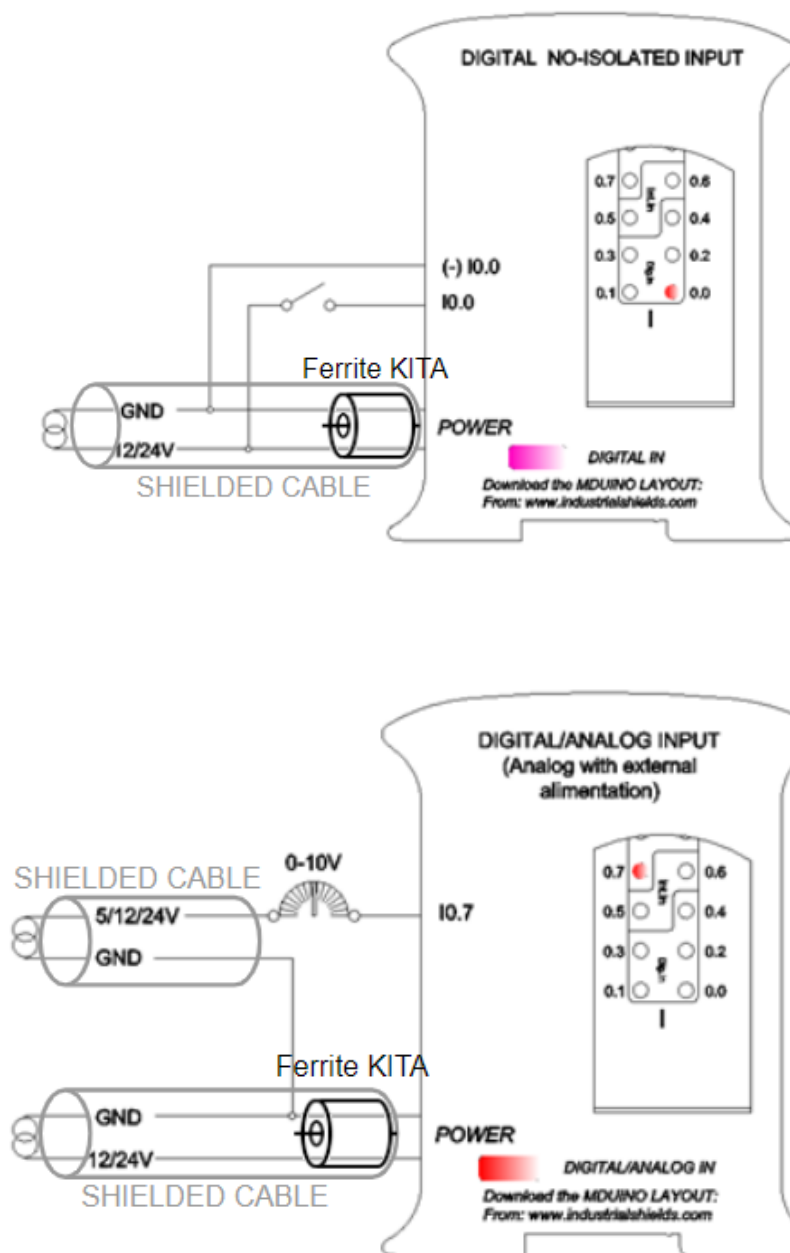 DIGITAL NO-ISOLATED INPUT
0.7 0.6
Int.In
0.5 0.4
0.3 0.2
0.1 0.0
I
(-) I0.0
I0.0
Ferrite KITA
GND
12/24V
POWER
SHIELDED CABLE
DIGITAL IN
Download the MDUINO LAYOUT:
From: www.industrialshields.com
DIGITAL/ANALOG INPUT
(Analog with external
alimentation)
0-10V
SHIELDED CABLE
5/12/24V
GND
I0.7
0.7 0.6
0.5 0.4
0.3 0.2
0.1 0.0
I
Ferrite KITA
GND
12/24V
POWER
SHIELDED CABLE
DIGITAL/ANALOG IN
Download the MDUINO LAYOUT:
From: www.industrialshields.com